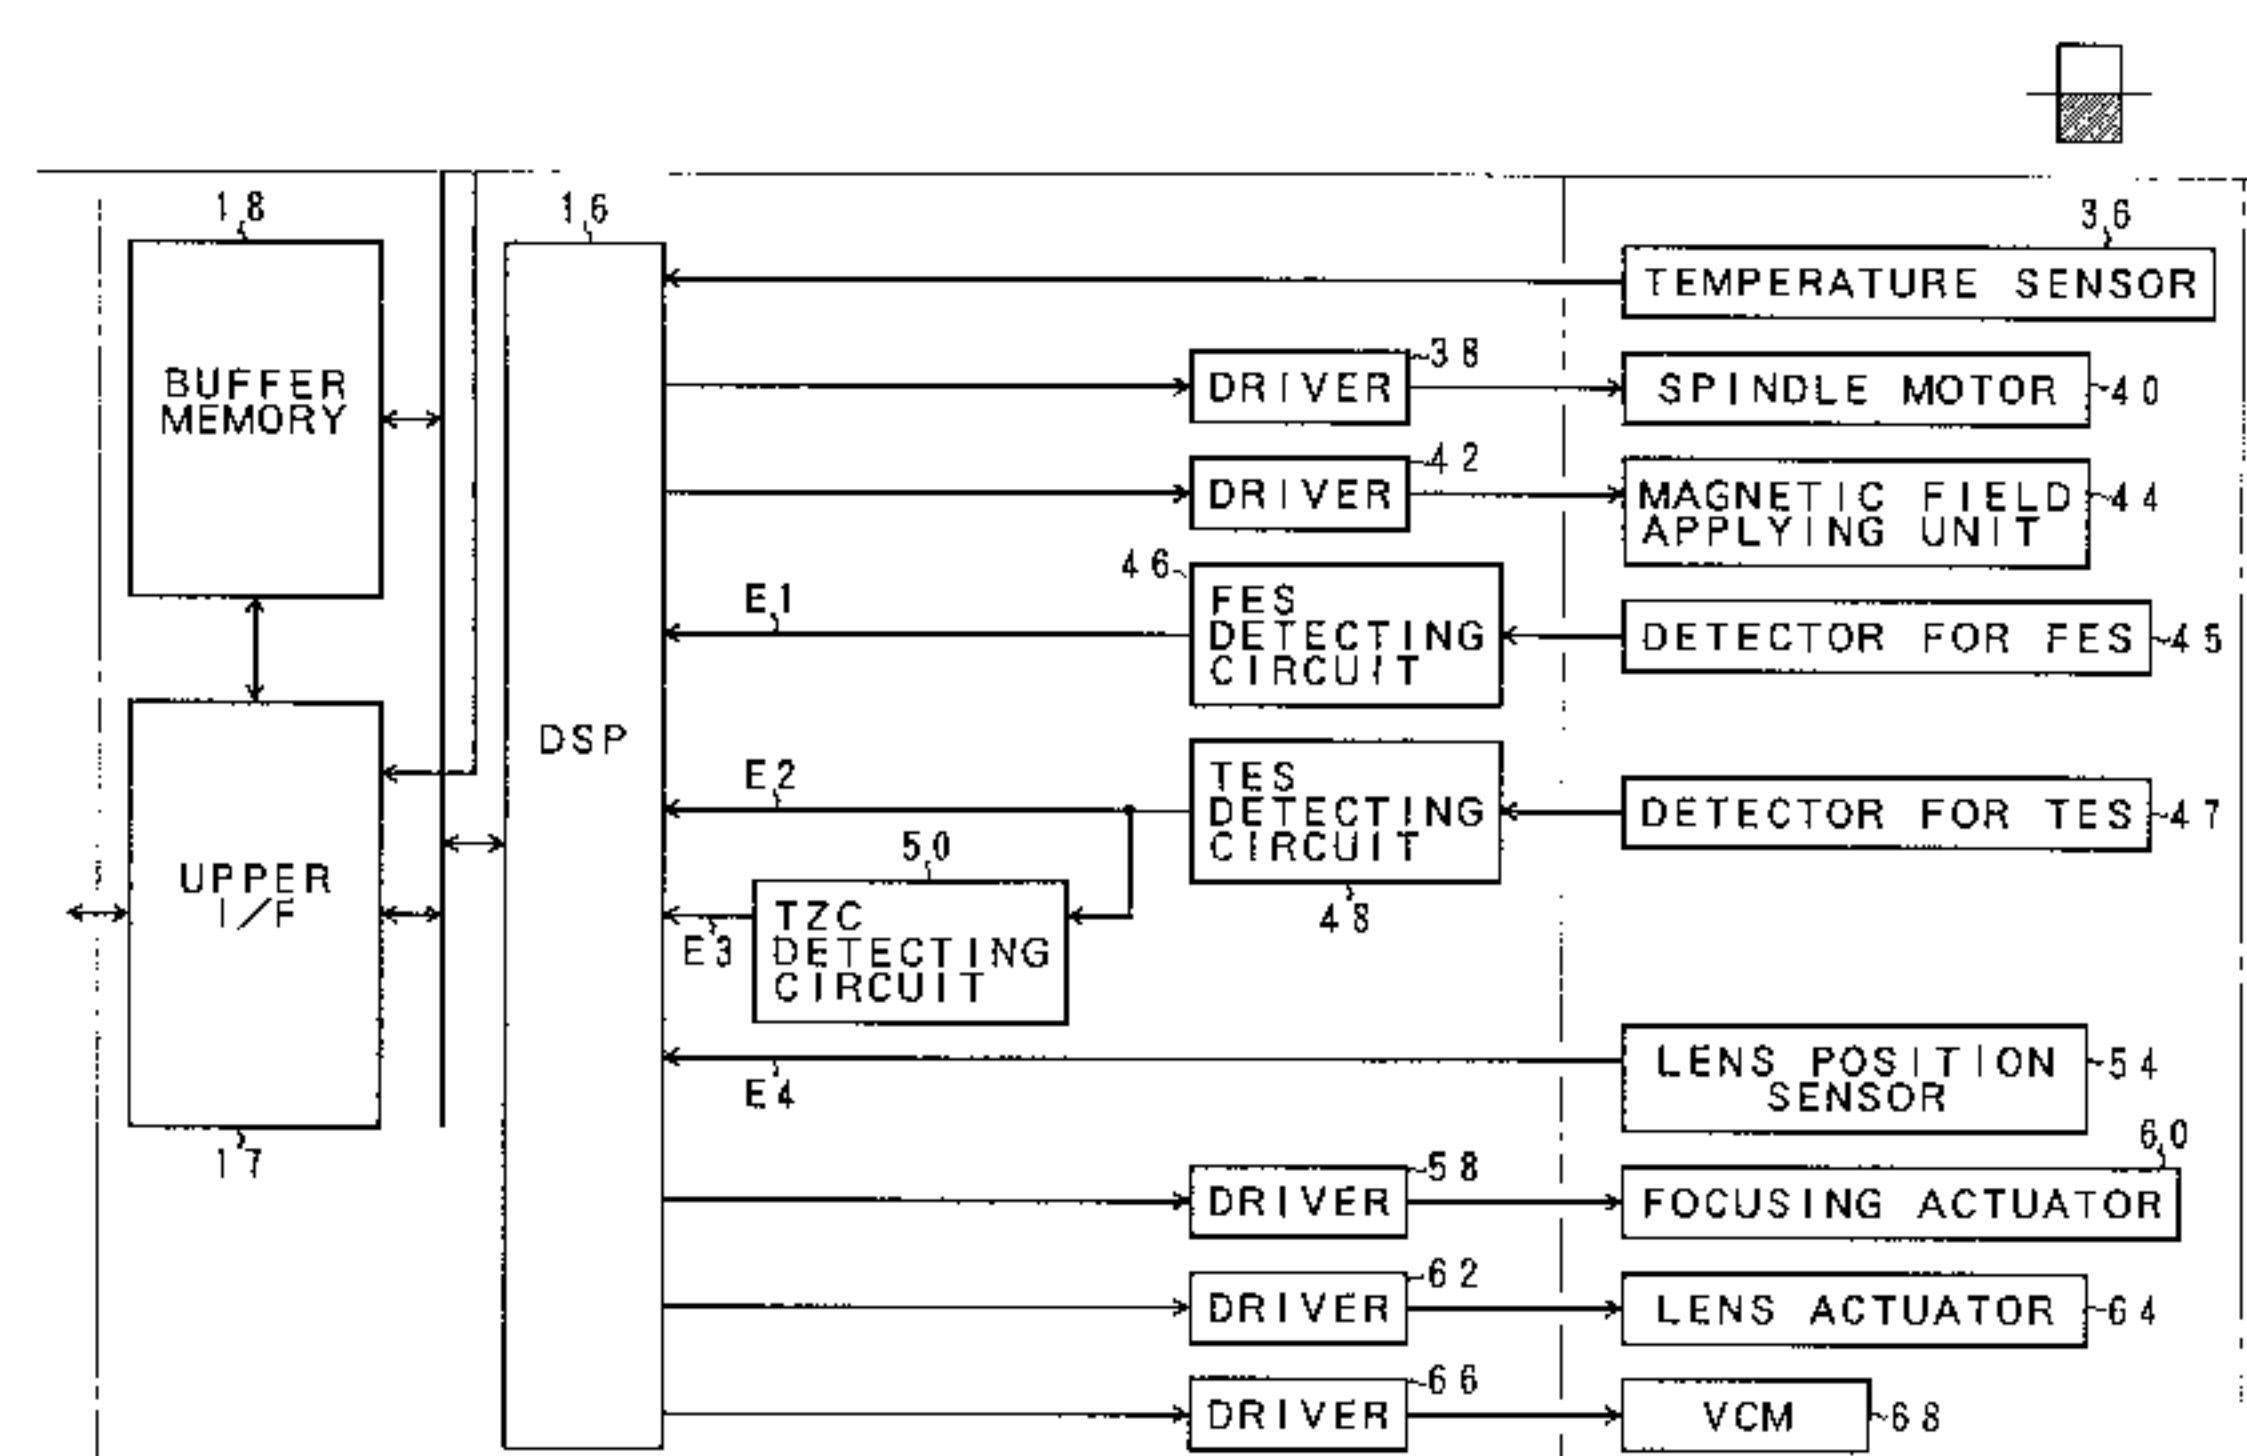 18
16
36
TEMPERATURE SENSOR
BUFFER
MEMORY
38
DRIVER
SPINDLE MOTOR
40
42
DRIVER
MAGNETIC FIELD
APPLYING UNIT
44
46
E1
FES
DETECTING
CIRCUIT
DETECTOR FOR FES
45
DSP
E2
TES
DETECTING
CIRCUIT
48
DETECTOR FOR TES
47
UPPER
I/F
17
50
E3
TZC
DETECTING
CIRCUIT
E4
LENS POSITION
SENSOR
54
58
DRIVER
60
FOCUSING ACTUATOR
62
DRIVER
LENS ACTUATOR
64
66
DRIVER
VCM
68